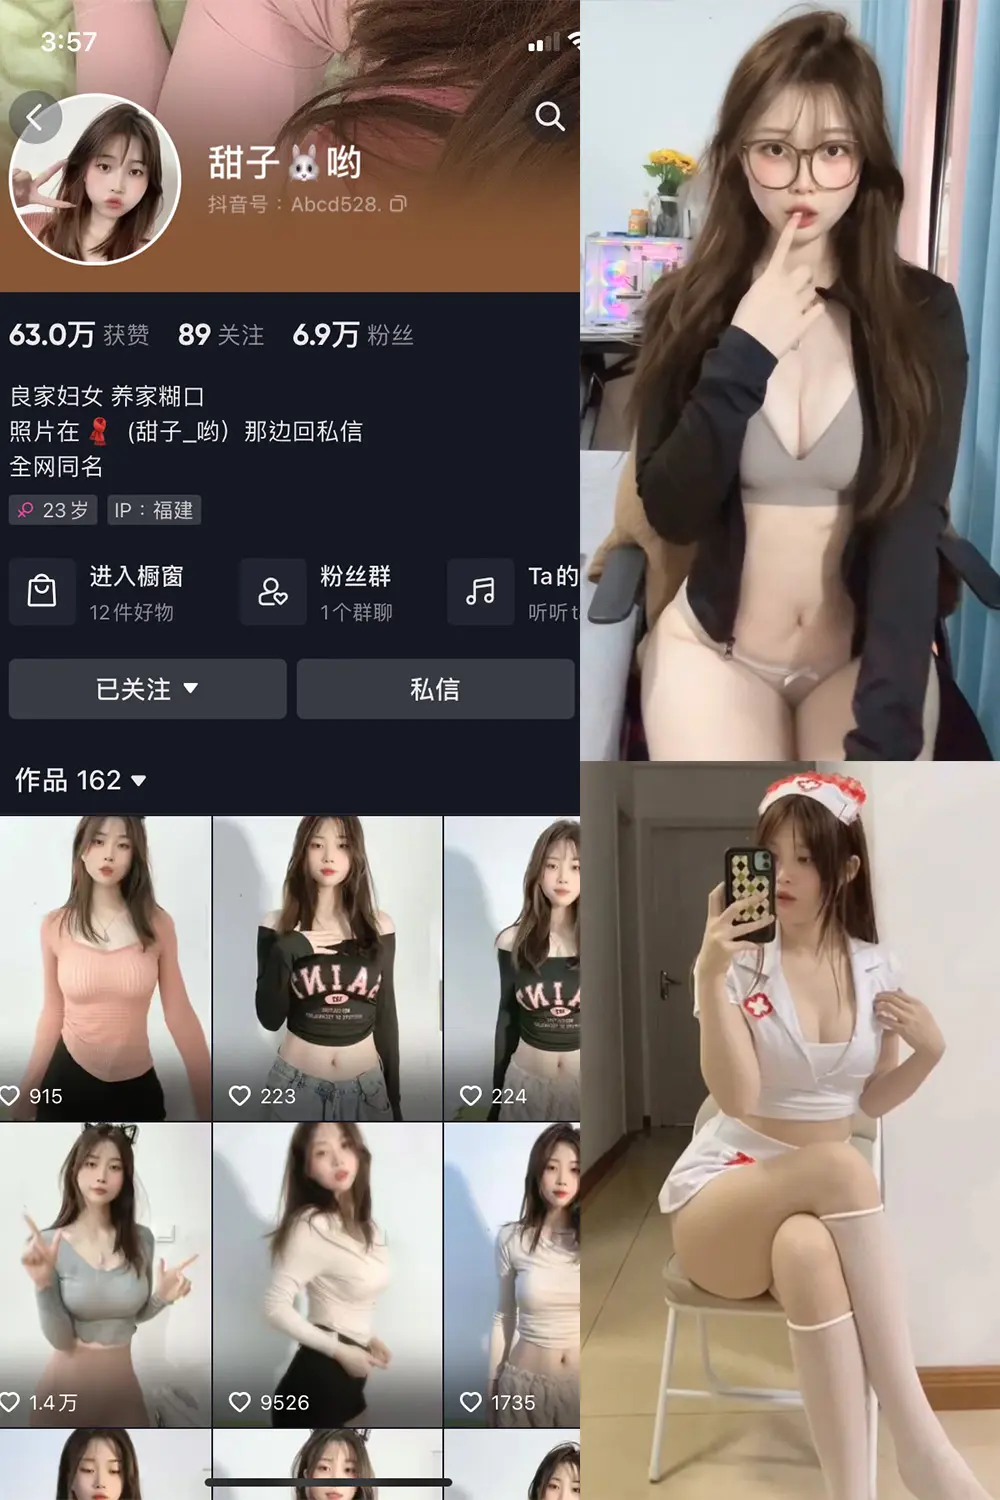 3:57
甜子🐰哟
抖音号：Abcd528.
63.0万 获赞 89 关注 6.9万 粉丝
良家妇女 养家糊口
照片在🧣（甜子_哟）那边回私信
全网同名
23岁 IP：福建
进入橱窗
12件好物
粉丝群
1个群聊
Ta的
听听t
已关注
私信
作品 162
915
223
224
1.4万
9526
1735